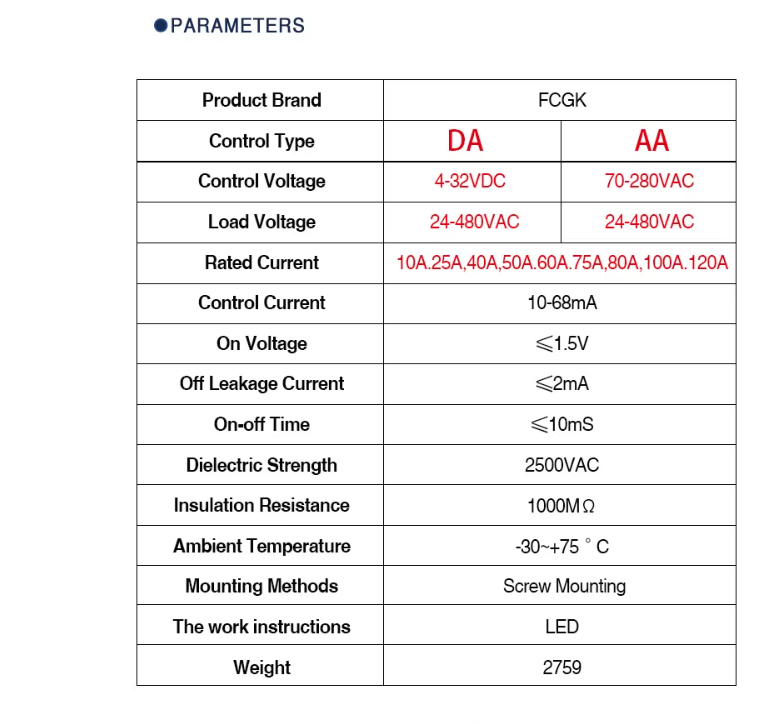 ●PARAMETERS
Product Brand FCGK
Control Type DA AA
Control Voltage 4-32VDC 70-280VAC
Load Voltage 24-480VAC 24-480VAC
Rated Current 10A.25A,40A,50A.60A.75A,80A,100A.120A
Control Current 10-68mA
On Voltage ⩽1.5V
Off Leakage Current ⩽2mA
On-off Time ⩽10mS
Dielectric Strength 2500VAC
Insulation Resistance 1000MΩ
Ambient Temperature -30~+75 ° C
Mounting Methods Screw Mounting
The work instructions LED
Weight 2759